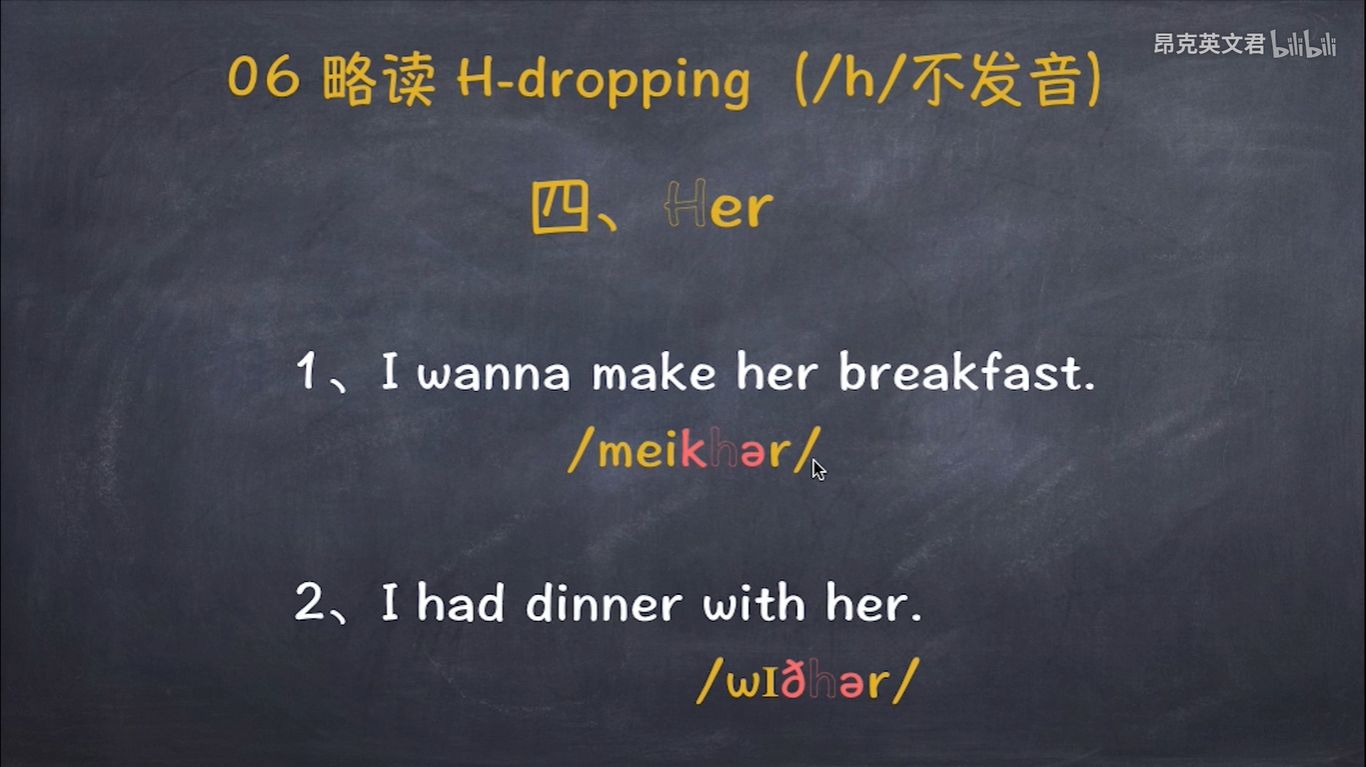 昂克英文君 bilibili
06 略读 H-dropping (/h/不发音)
四、Her
1、I wanna make her breakfast.
/meikhər/
2、I had dinner with her.
/wIðhər/